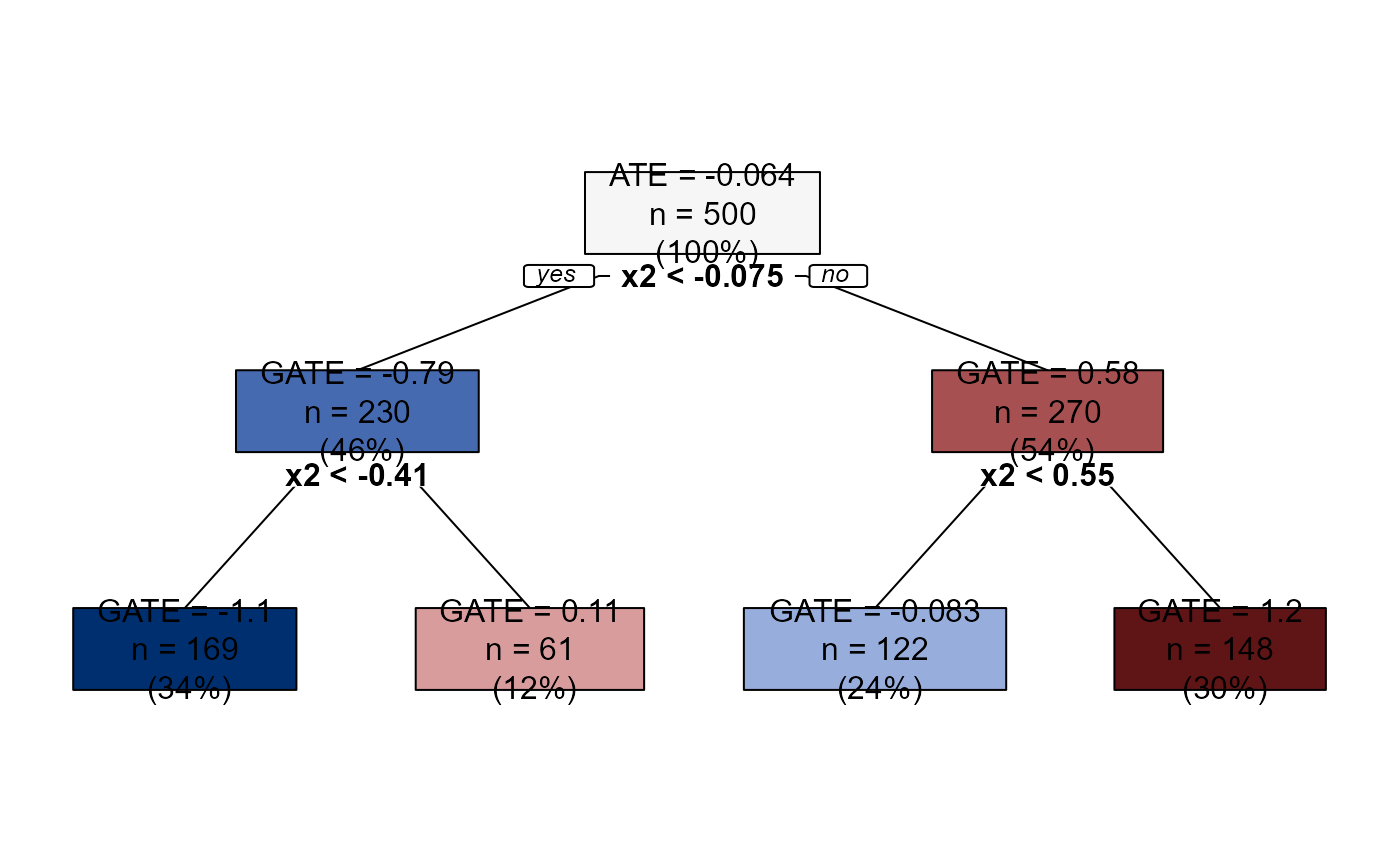 ATE = -0.064
n = 500
(100%)
yes x2 < -0.075 no
GATE = -0.79
n = 230
(46%)
x2 < -0.41
GATE = 0.58
n = 270
(54%)
x2 < 0.55
GATE = -1.1
n = 169
(34%)
GATE = 0.11
n = 61
(12%)
GATE = -0.083
n = 122
(24%)
GATE = 1.2
n = 148
(30%)